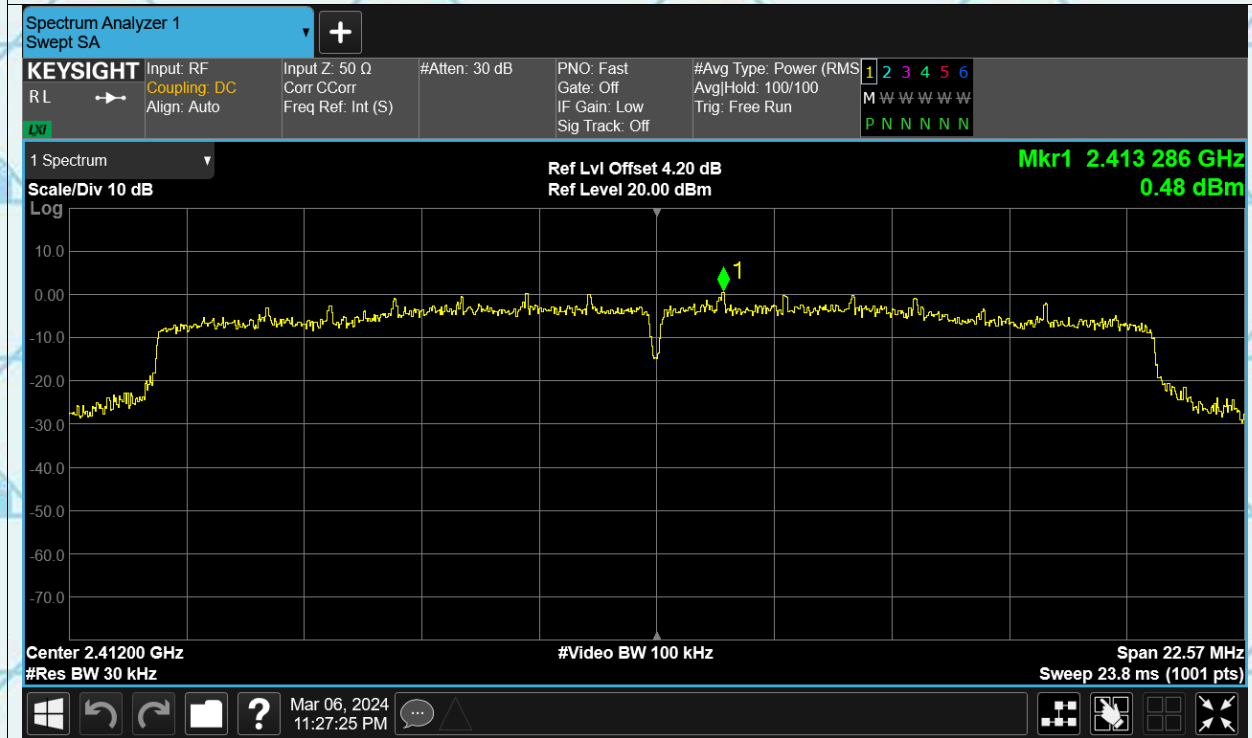 Spectrum Analyzer 1
Swept SA
KEYSIGHT
RL
LXI
Input: RF
Coupling: DC
Align: Auto
Input Z: 50 Ω
Corr CCorr
Freq Ref: Int (S)
#Atten: 30 dB
PNO: Fast
Gate: Off
IF Gain: Low
Sig Track: Off
#Avg Type: Power (RMS
Avg|Hold: 100/100
Trig: Free Run
1 2 3 4 5 6
M W W W W W
P N N N N N
1 Spectrum
Scale/Div 10 dB
Log
Ref Lvl Offset 4.20 dB
Ref Level 20.00 dBm
Mkr1 2.413 286 GHz
0.48 dBm
1
10.0
0.00
-10.0
-20.0
-30.0
-40.0
-50.0
-60.0
-70.0
Center 2.41200 GHz
#Res BW 30 kHz
#Video BW 100 kHz
Span 22.57 MHz
Sweep 23.8 ms (1001 pts)
?
Mar 06, 2024
11:27:25 PM